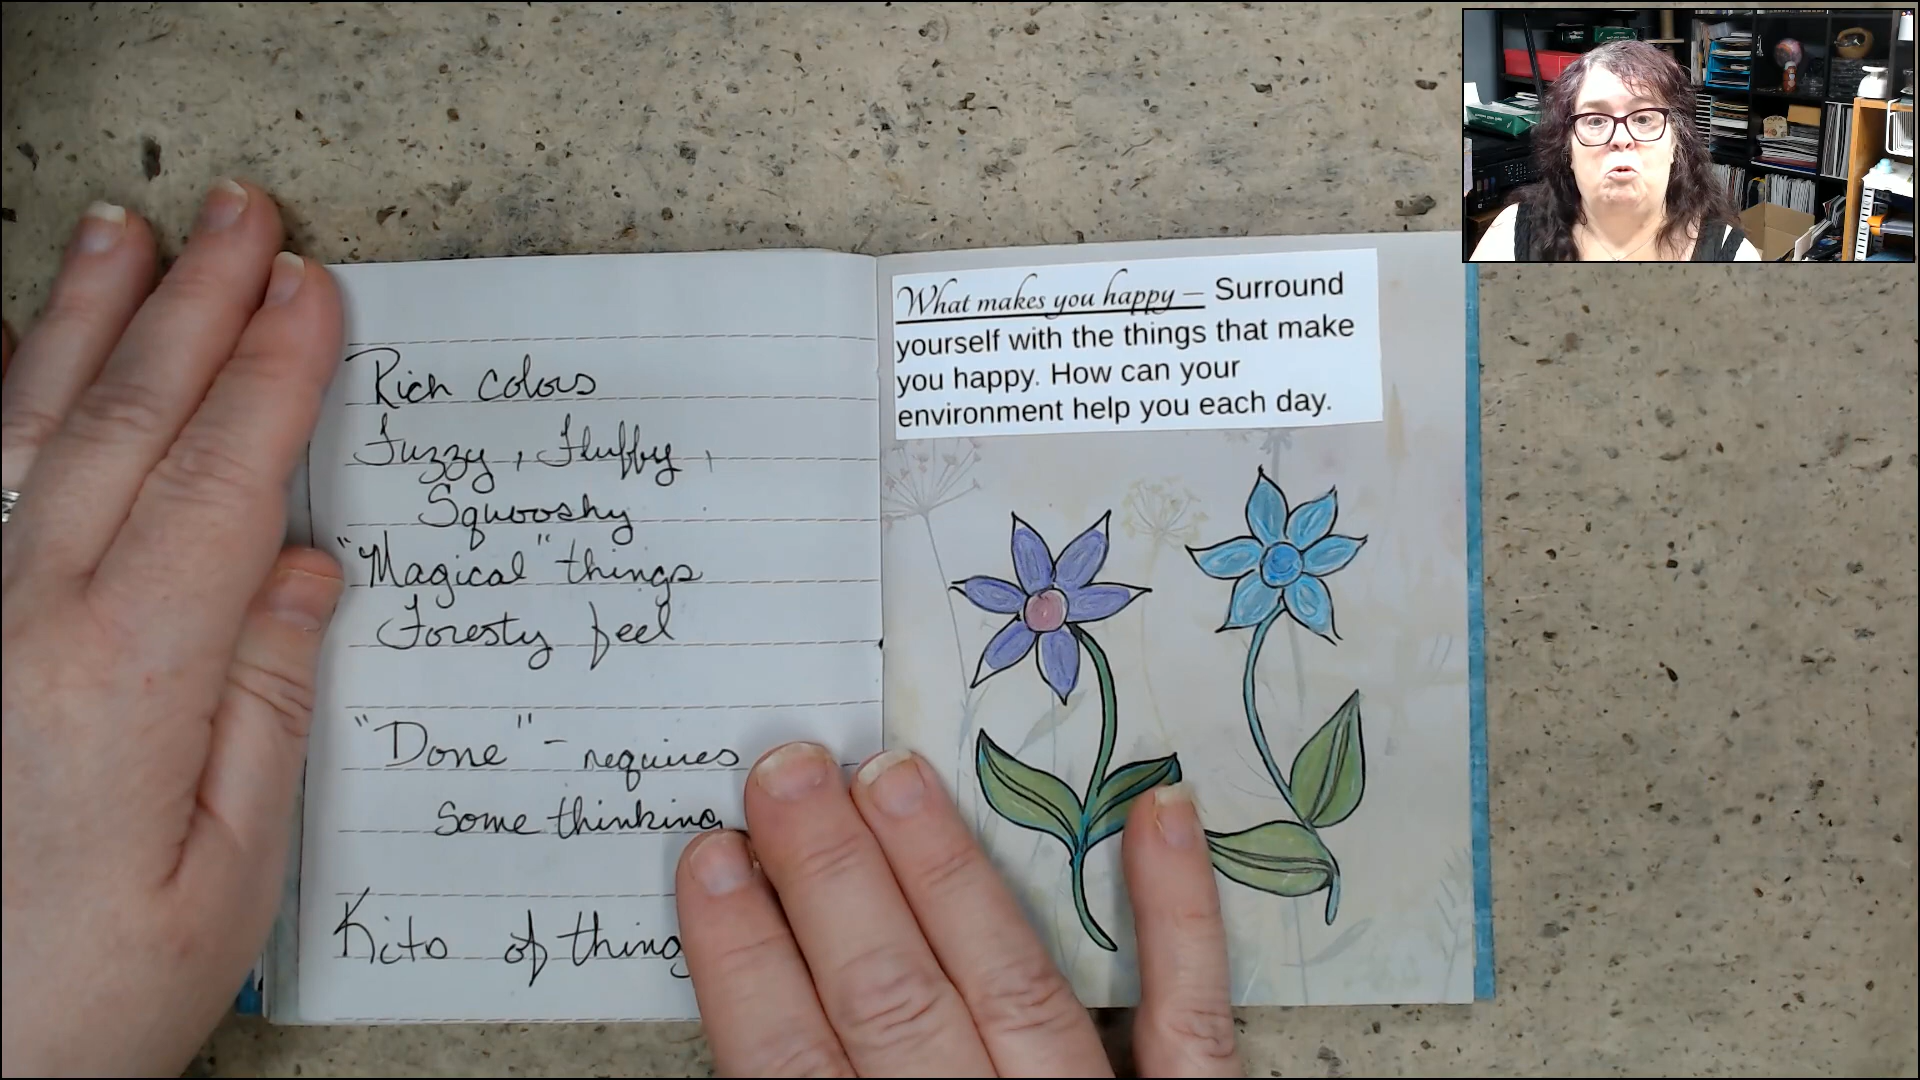 Rich colors
Fuzzy, Fluffy,
Squooshy
"Magical" things
Foresty feel
"Done" - requires
some thinking
Kits of thing
What makes you happy — Surround
yourself with the things that make
you happy. How can your
environment help you each day.